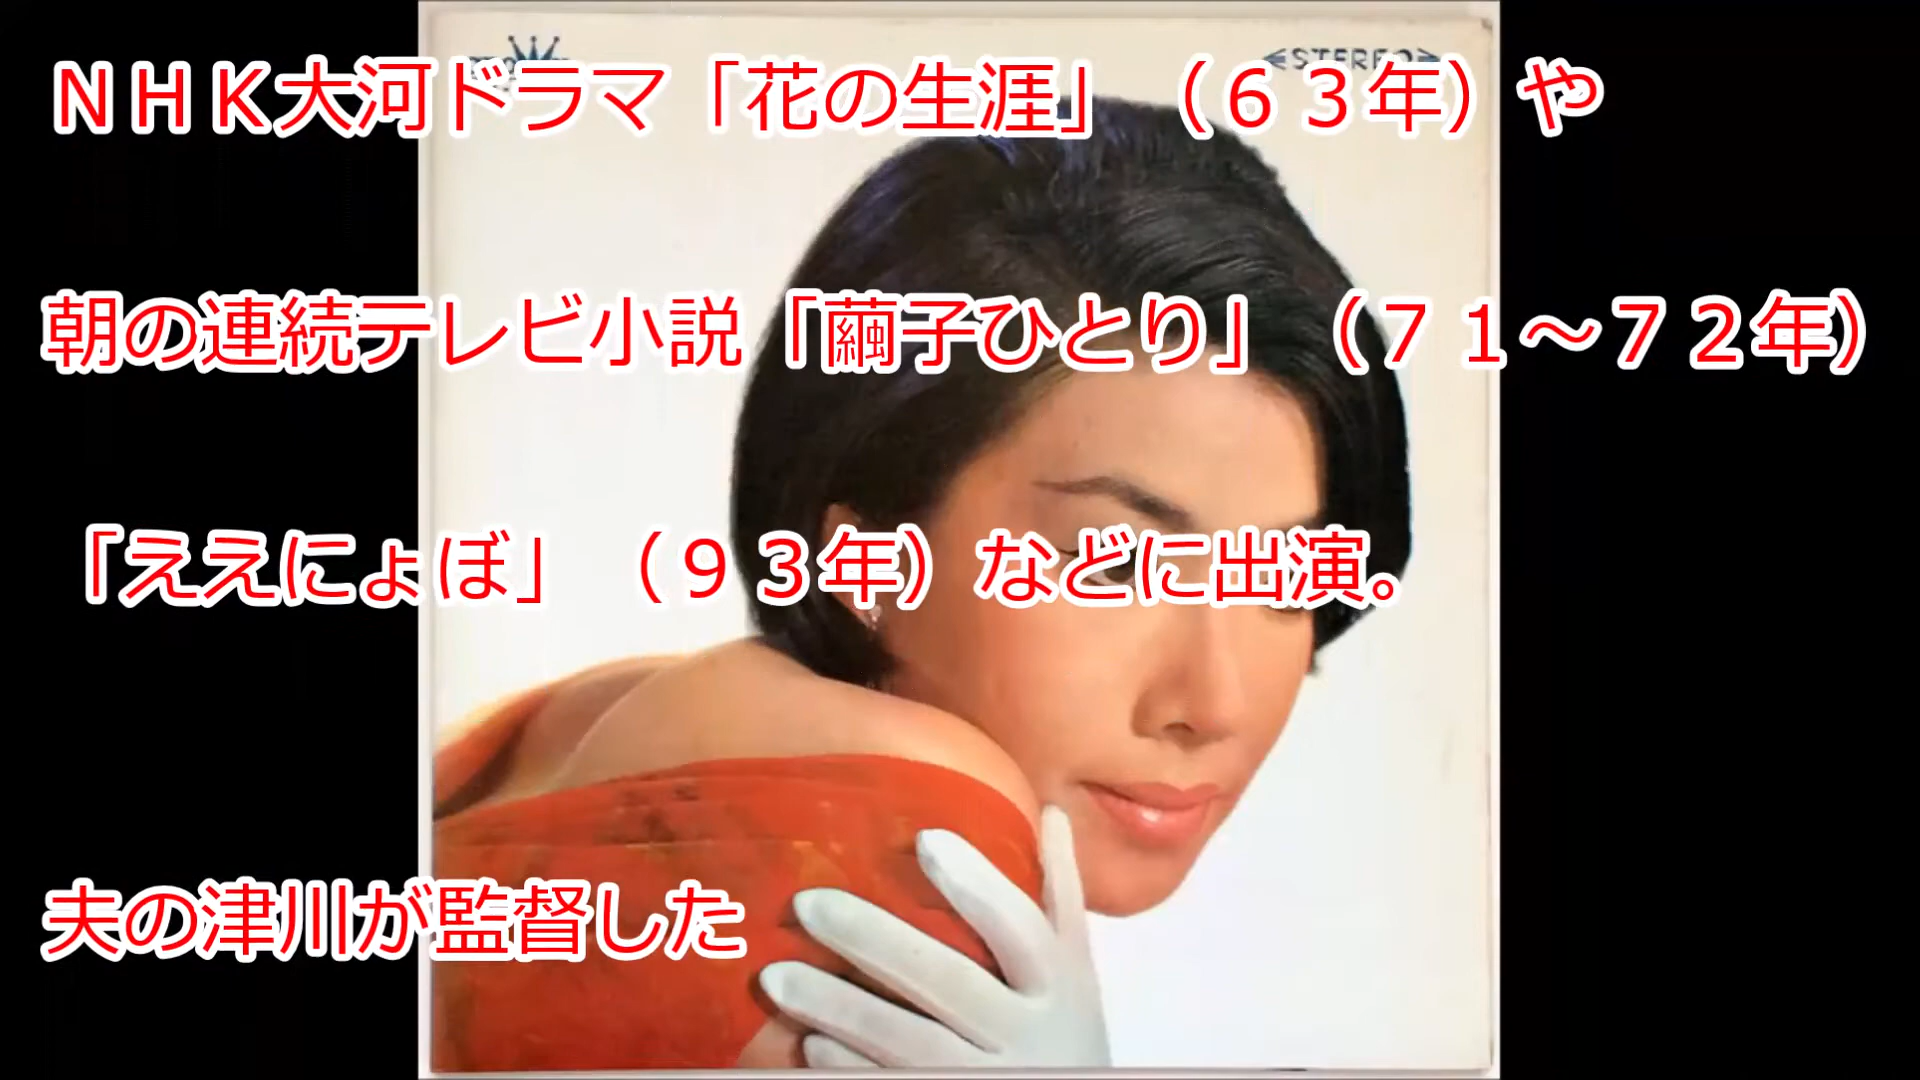 STEREO
ＮＨＫ大河ドラマ「花の生涯」（６３年）や
朝の連続テレビ小説「繭子ひとり」（７１～７２年）
「ええにょぼ」（９３年）などに出演。
夫の津川が監督した